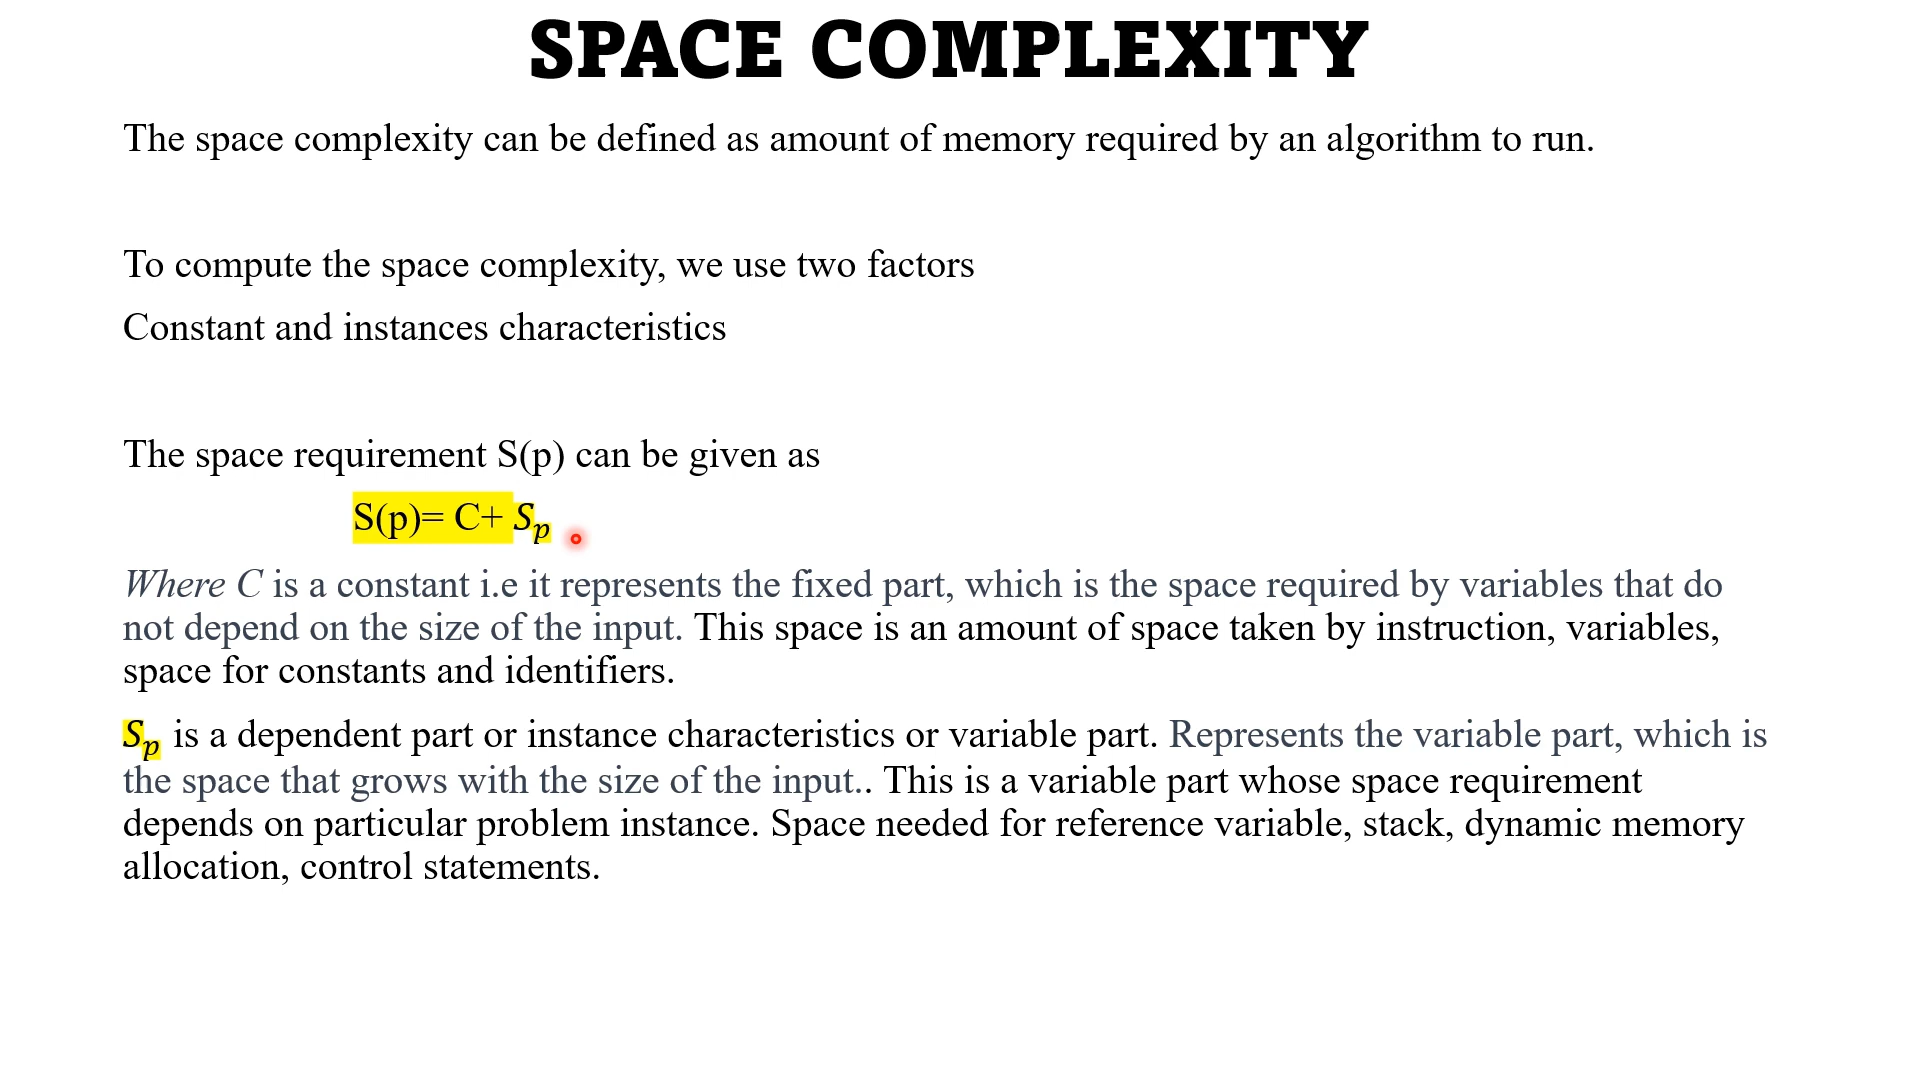 SPACE COMPLEXITY
The space complexity can be defined as amount of memory required by an algorithm to run.
To compute the space complexity, we use two factors
Constant and instances characteristics
The space requirement S(p) can be given as
S(p)= C+ Sₚ
Where C is a constant i.e it represents the fixed part, which is the space required by variables that do
not depend on the size of the input. This space is an amount of space taken by instruction, variables,
space for constants and identifiers.
Sₚ is a dependent part or instance characteristics or variable part. Represents the variable part, which is
the space that grows with the size of the input.. This is a variable part whose space requirement
depends on particular problem instance. Space needed for reference variable, stack, dynamic memory
allocation, control statements.